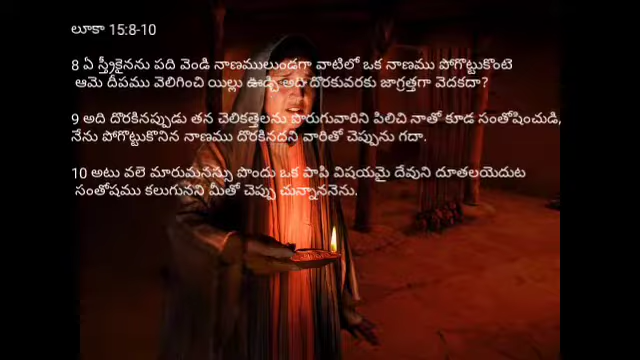 లూకా 15:8-10
8 ఏ స్త్రీకైనను పది వెండి నాణములుండగా వాటిలో ఒక నాణము పోగొట్టుకొంటె
ఆమె దీపము వెలిగించి యిల్లు ఊడ్చి అది దొరకువరకు జాగ్రత్తగా వెదకదా?
9 అది దొరకినప్పుడు తన చెలికత్తెలను పొరుగువారిని పిలిచి నాతో కూడ సంతోషించుడి,
నేను పోగొట్టుకొనిన నాణము దొరకినదని వారితో చెప్పును గదా.
10 అటు వలె మారుమనస్సు పొందు ఒక పాపి విషయమై దేవుని దూతలయెదుట
సంతోషము కలుగునని మీతో చెప్పు చున్నాననెను.